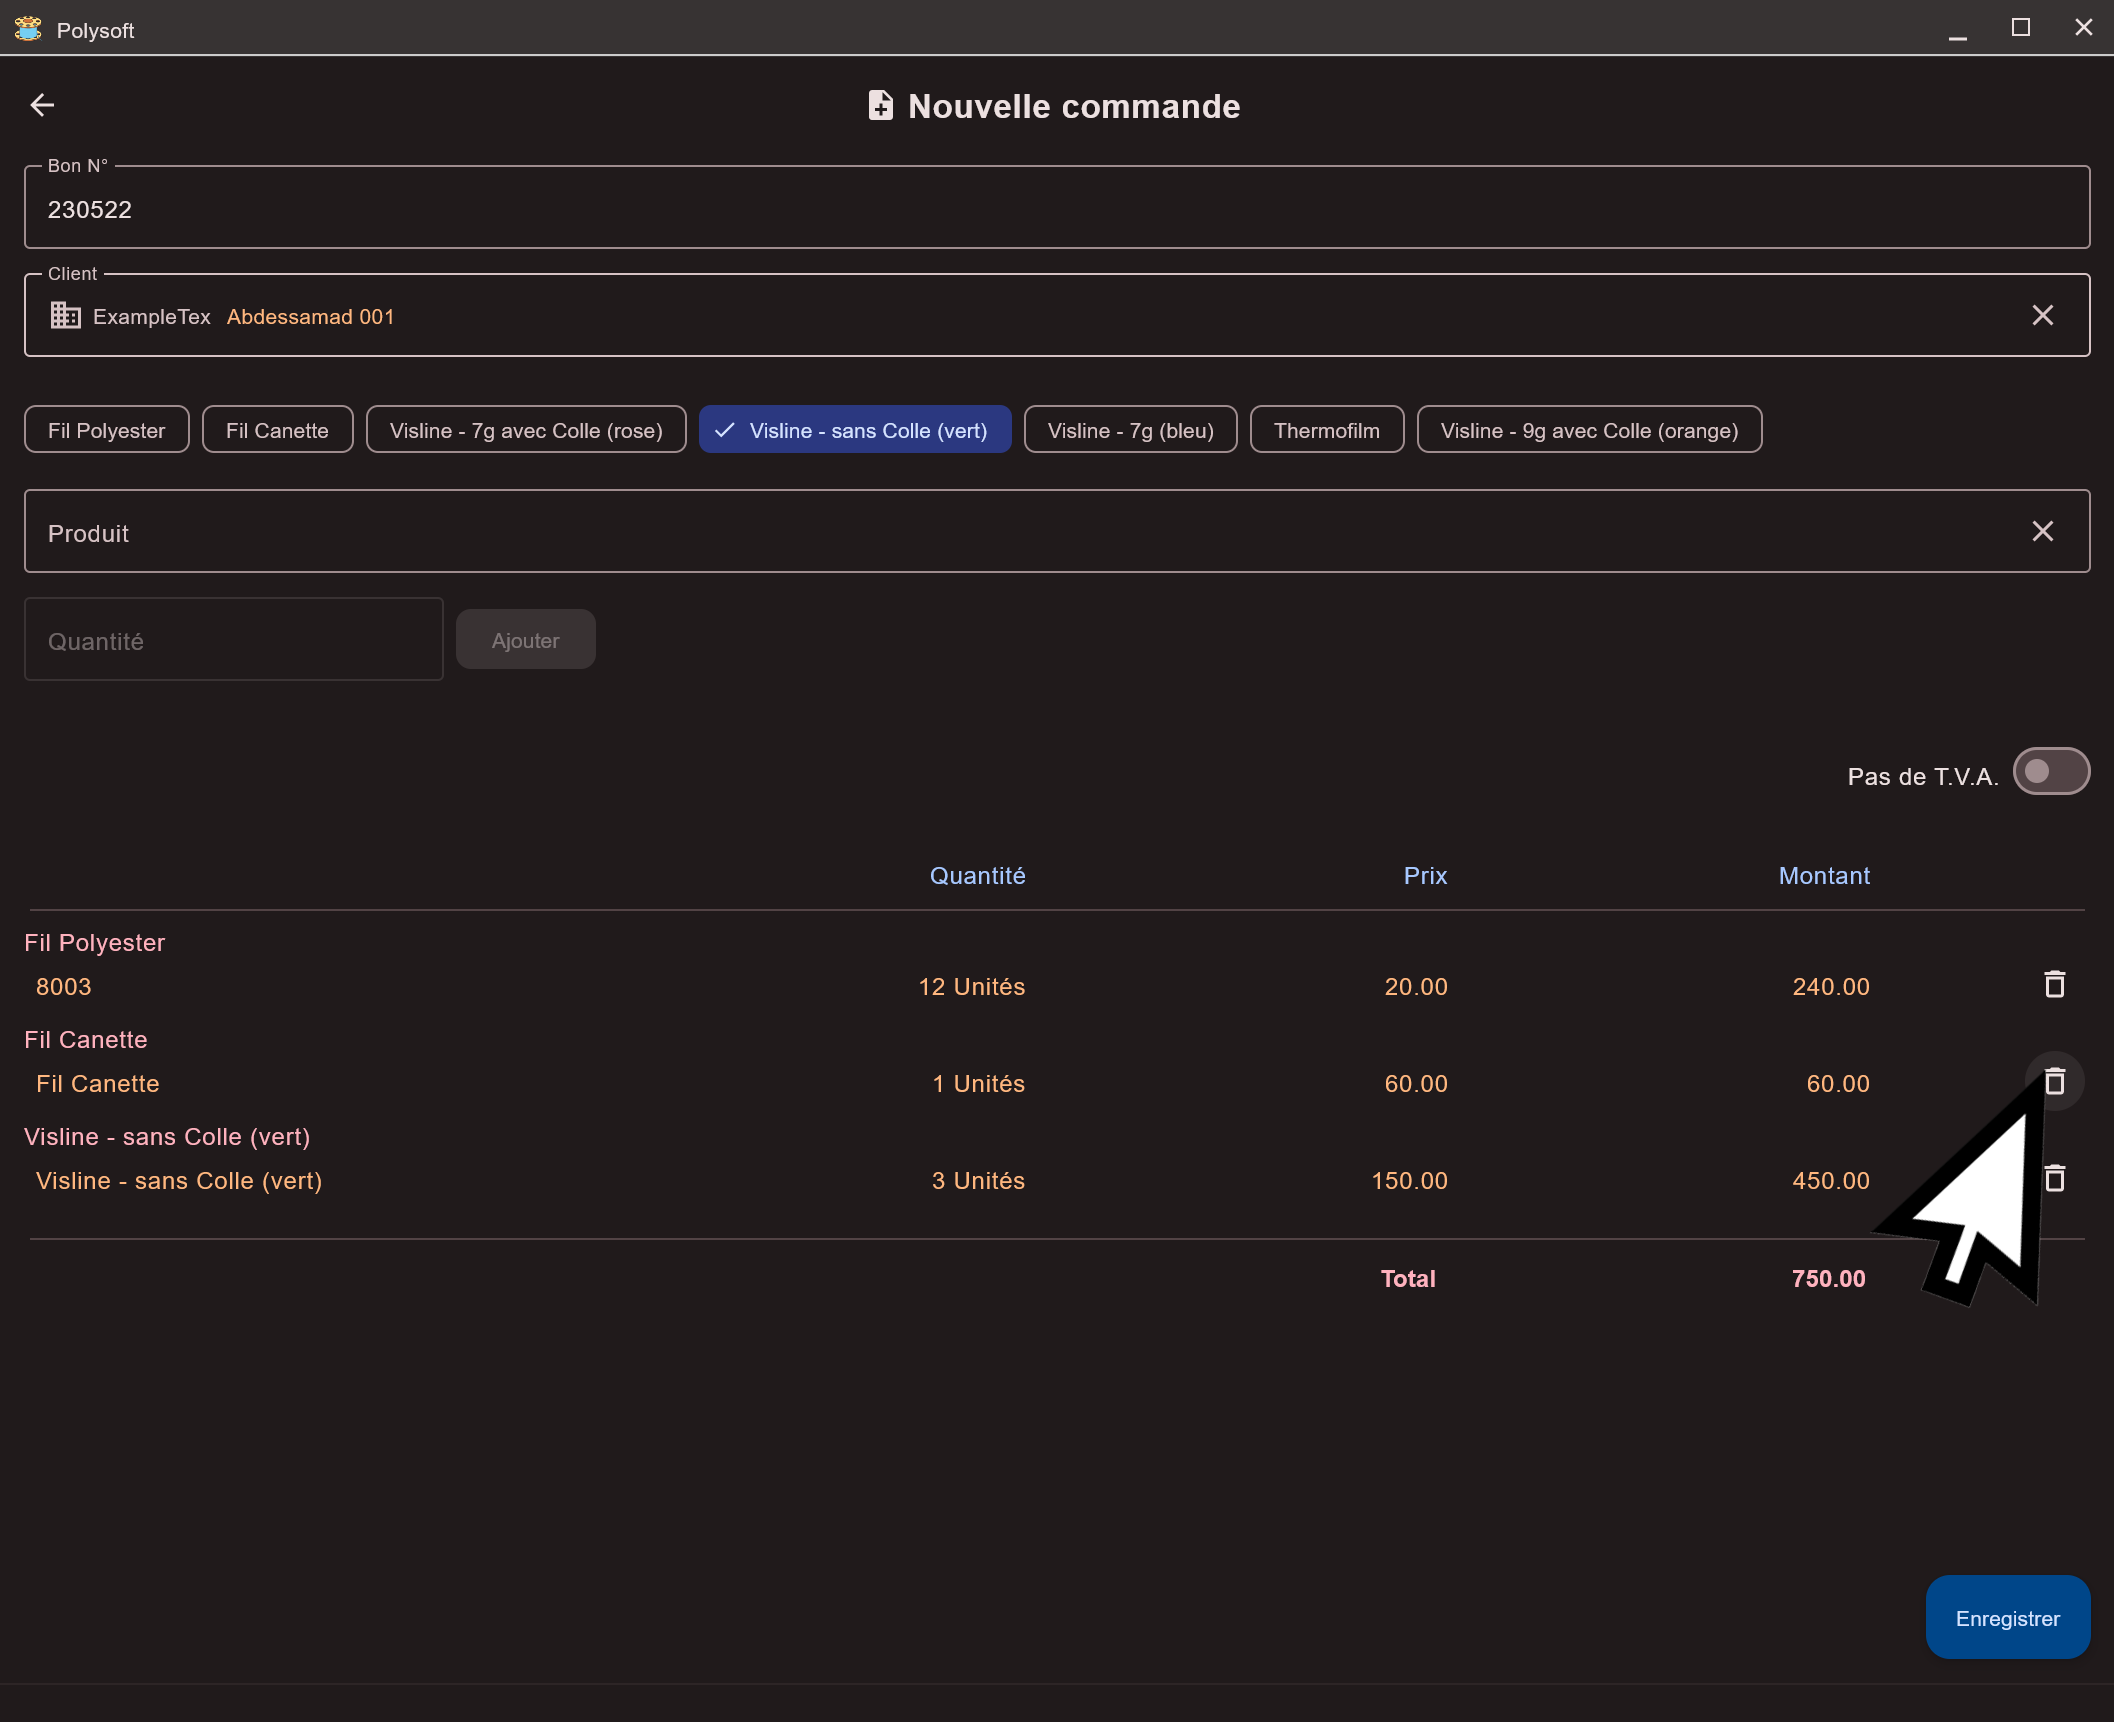 Polysoft
Nouvelle commande
Bon N°
230522
Client
ExampleTex Abdessamad 001
Fil Polyester Fil Canette Visline - 7g avec Colle (rose) Visline - sans Colle (vert) Visline - 7g (bleu) Thermofilm Visline - 9g avec Colle (orange)
Produit
Quantité Ajouter
Pas de T.V.A.
Quantité Prix Montant
Fil Polyester
8003 12 Unités 20.00 240.00
Fil Canette
Fil Canette 1 Unités 60.00 60.00
Visline - sans Colle (vert)
Visline - sans Colle (vert) 3 Unités 150.00 450.00
Total 750.00
Enregistrer